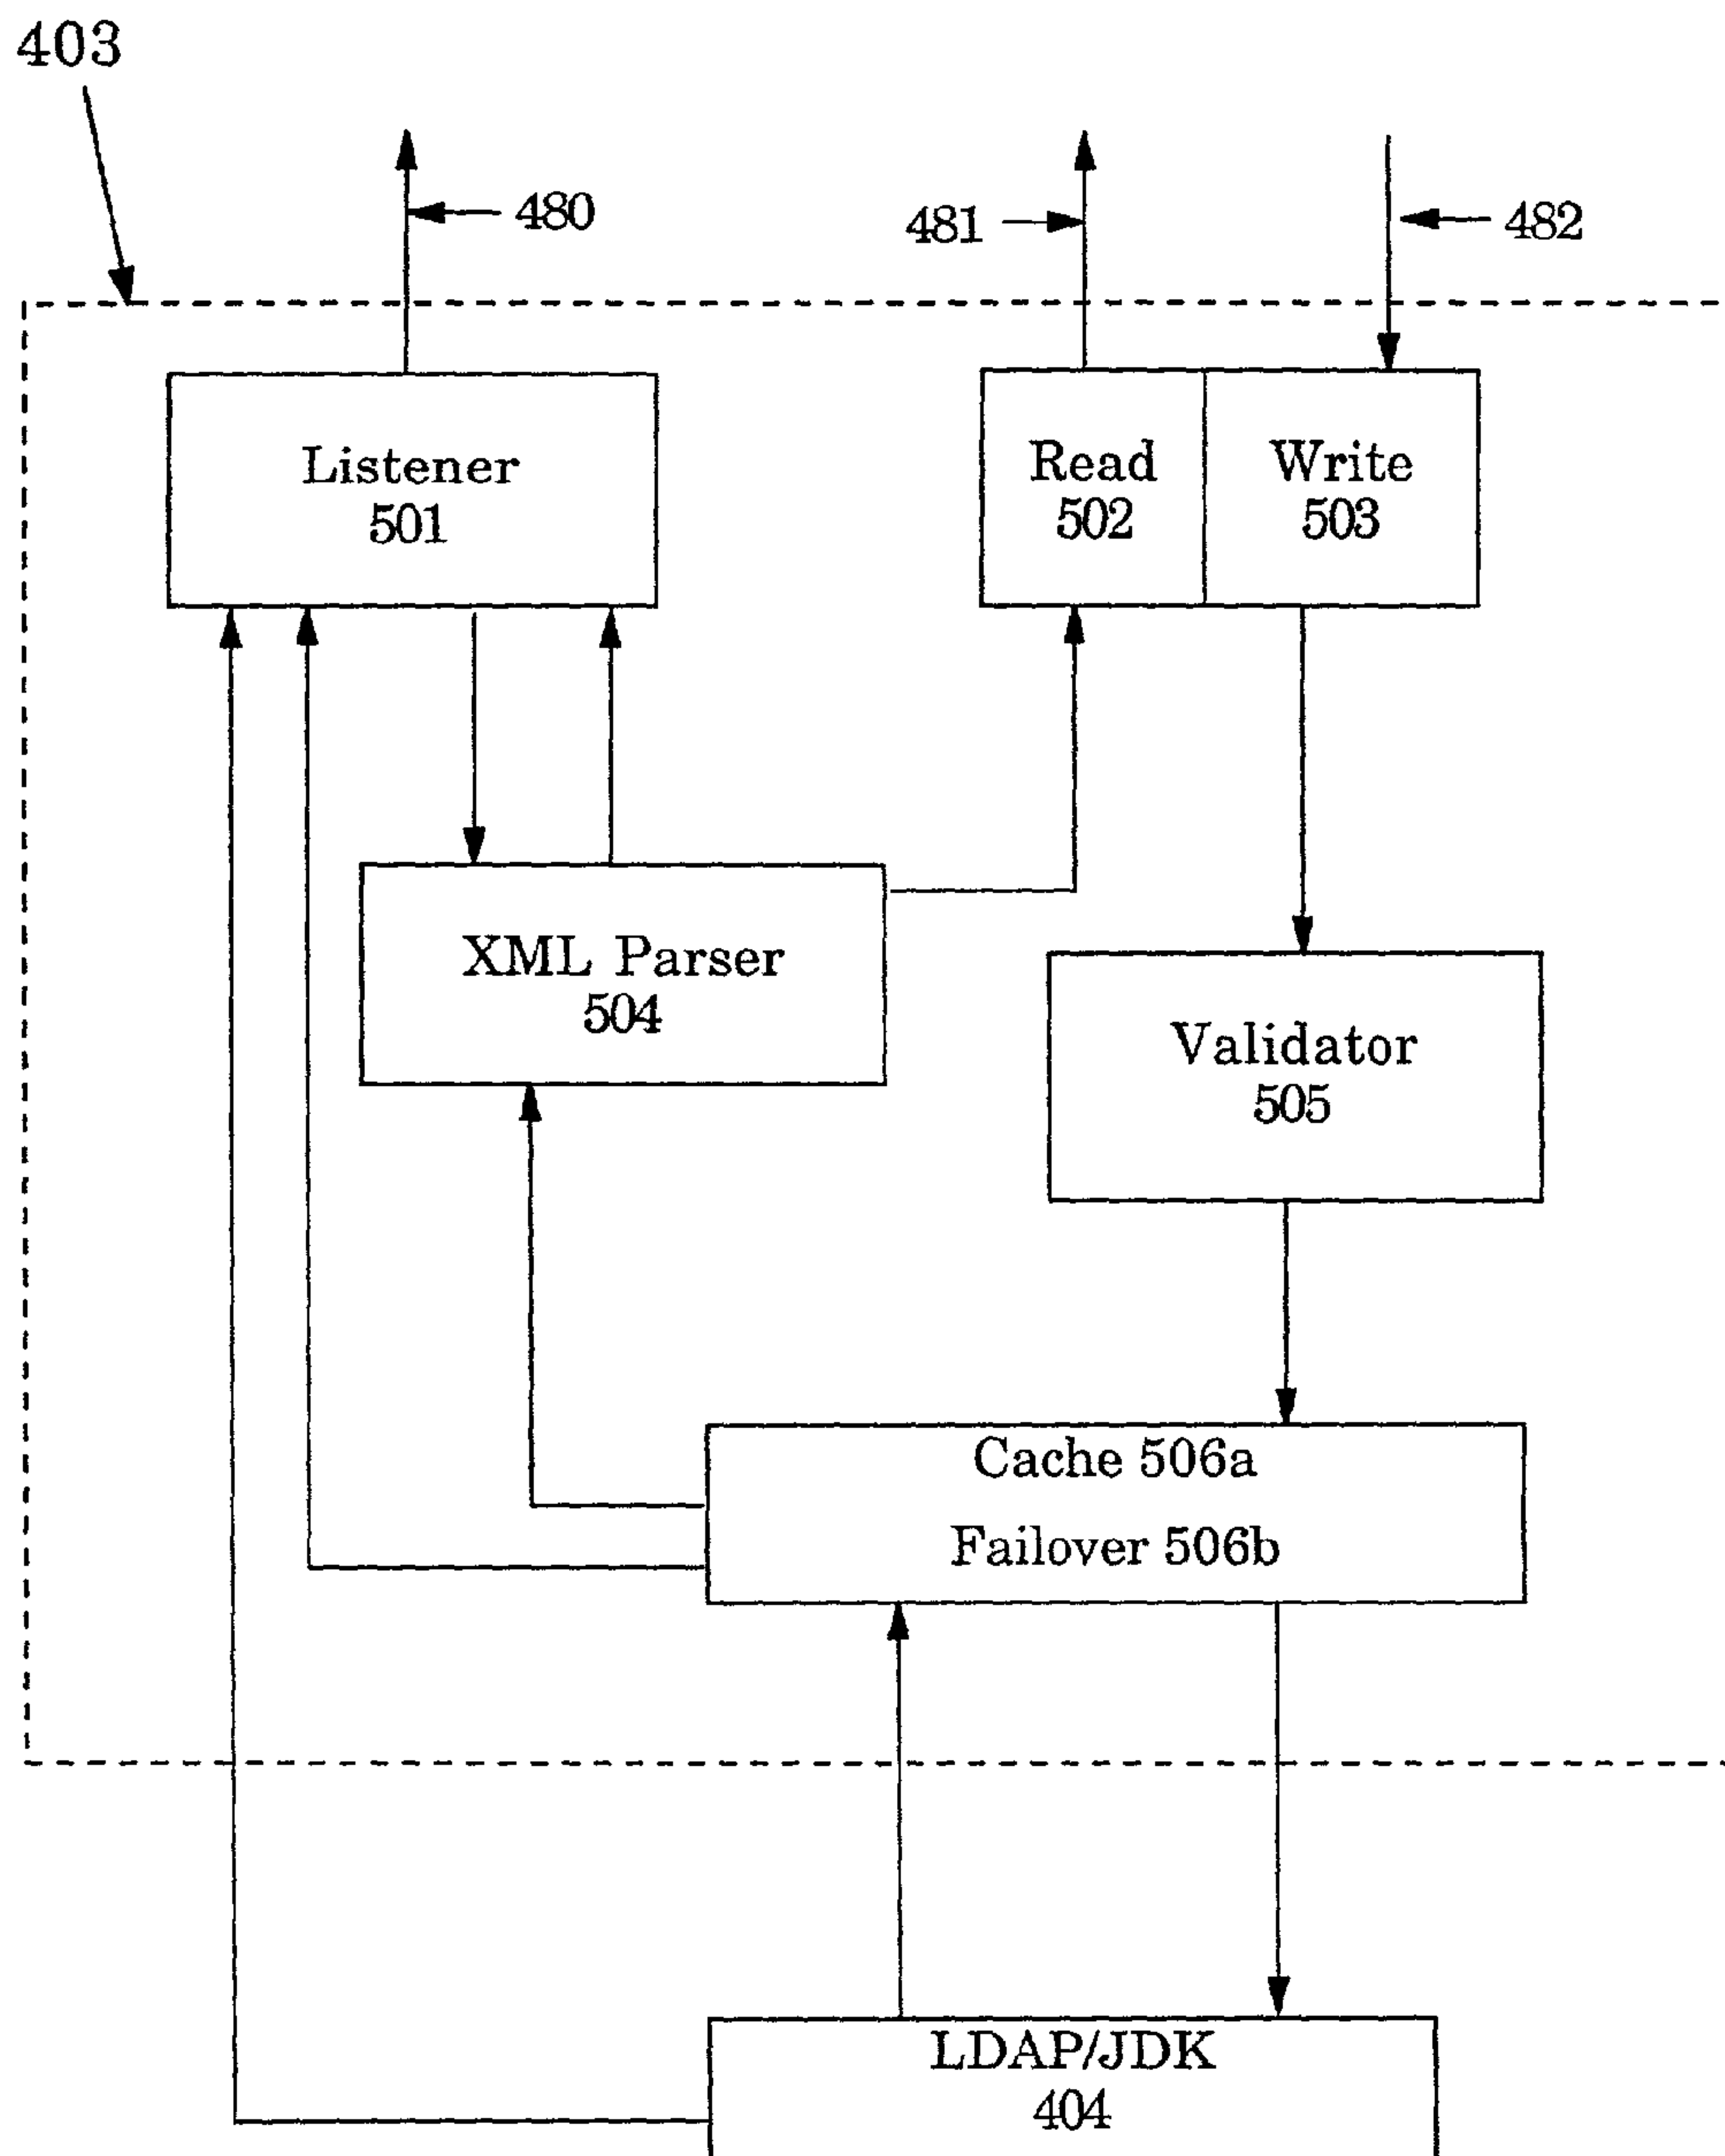 403
480
481
482
Listener
501
Read
502
Write
503
XML Parser
504
Validator
505
Cache 506a
Failover 506b
LDAP/JDK
404